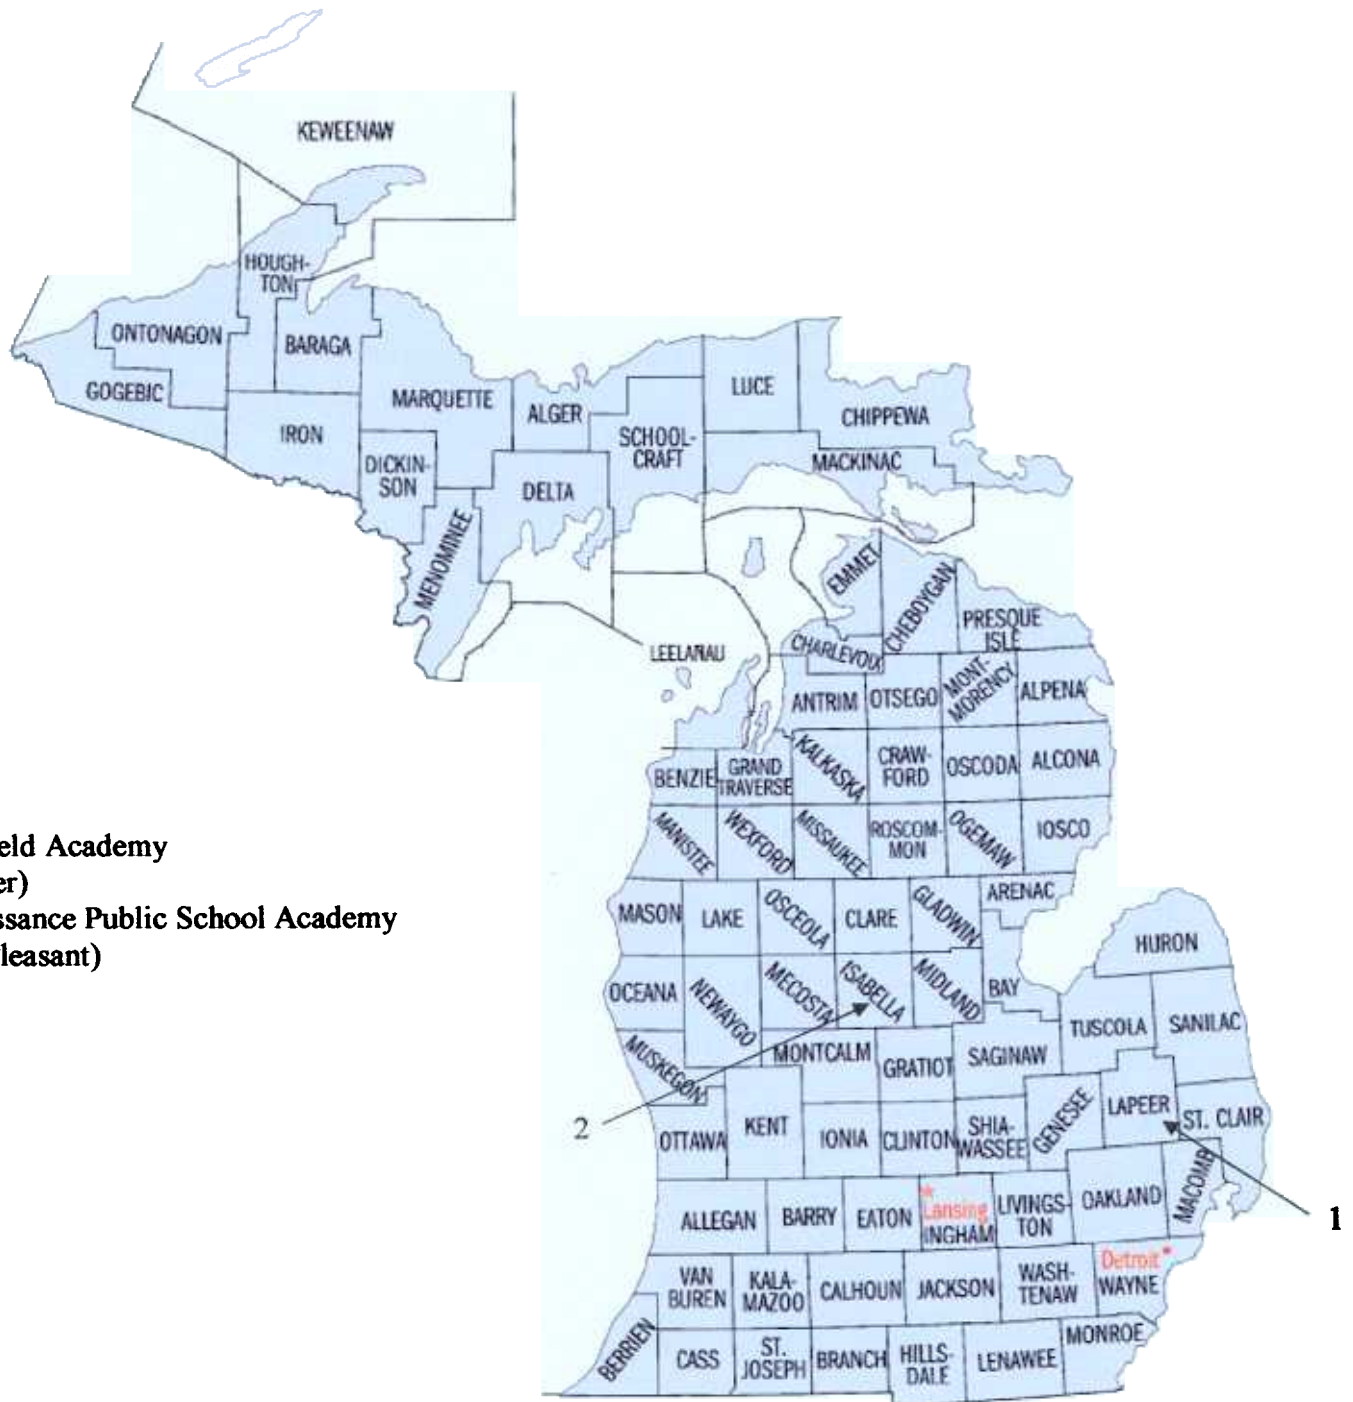 KEWEENAW
HOUGH-
TON
ONTONAGON
BARAGA
GOGEBIC
MARQUETTE
ALGER
LUCE
CHIPPEWA
IRON
SCHOOL-
CRAFT
MACKINAC
DICKIN-
SON
DELTA
MENOMINEE
EMMET
CHEBOYGAN
PRESQUE
ISLE
LEELANAU
CHARLEVOIX
ANTRIM
OTSEGO
MONT-
MORENCY
ALPENA
BENZIE
GRAND
TRAVERSE
KALKASKA
CRAW-
FORD
OSCODA
ALCONA
MANISTEE
WEXFORD
MISSAUKEE
ROSCOM-
MON
OGEMAW
IOSCO
eld Academy
er)
ssance Public School Academy
leasant)
MASON
LAKE
OSCEOLA
CLARE
GLADWIN
ARENAC
HURON
OCEANA
NEWAYGO
MECOSTA
ISABELLA
MIDLAND
BAY
TUSCOLA
SANILAC
MUSKEGON
MONTCALM
GRATIOT
SAGINAW
2
OTTAWA
KENT
IONIA
CLINTON
SHIA-
WASSEE
GENESEE
LAPEER
ST. CLAIR
ALLEGAN
BARRY
EATON
Lansing
INGHAM
LIVINGS-
TON
OAKLAND
MACOMB
1
VAN
BUREN
KALA-
MAZOO
CALHOUN
JACKSON
WASH-
TENAW
Detroit
WAYNE
BERRIEN
CASS
ST.
JOSEPH
BRANCH
HILLS-
DALE
LENAWEE
MONROE